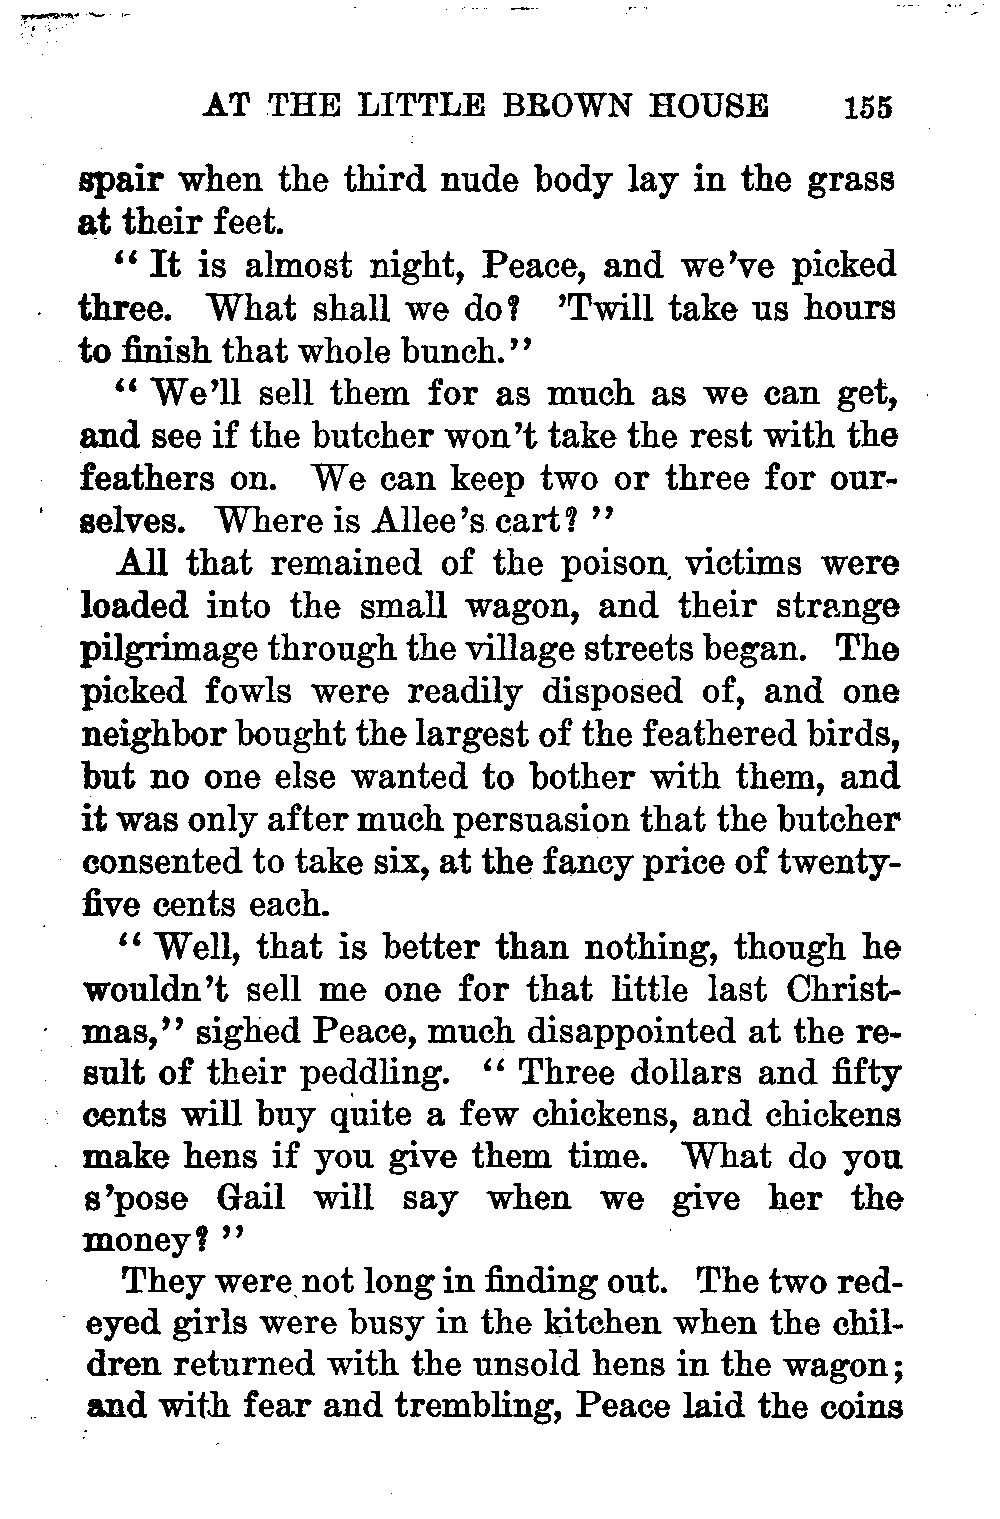 AT THE LITTLE BROWN HOUSE 155
spair when the third nude body lay in the grass
at their feet.
“ It is almost night, Peace, and we’ve picked
three. What shall we do? ’Twill take us hours
to finish that whole bunch.”
“ We’ll sell them for as much as we can get,
and see if the butcher won’t take the rest with the
feathers on. We can keep two or three for our-
selves. Where is Allee’s cart? ”
All that remained of the poison victims were
loaded into the small wagon, and their strange
pilgrimage through the village streets began. The
picked fowls were readily disposed of, and one
neighbor bought the largest of the feathered birds,
but no one else wanted to bother with them, and
it was only after much persuasion that the butcher
consented to take six, at the fancy price of twenty-
five cents each.
“ Well, that is better than nothing, though he
wouldn’t sell me one for that little last Christ-
mas,” sighed Peace, much disappointed at the re-
sult of their peddling. “ Three dollars and fifty
cents will buy quite a few chickens, and chickens
make hens if you give them time. What do you
s’pose Gail will say when we give her the
money? ”
They were not long in finding out. The two red-
eyed girls were busy in the kitchen when the chil-
dren returned with the unsold hens in the wagon;
and with fear and trembling, Peace laid the coins